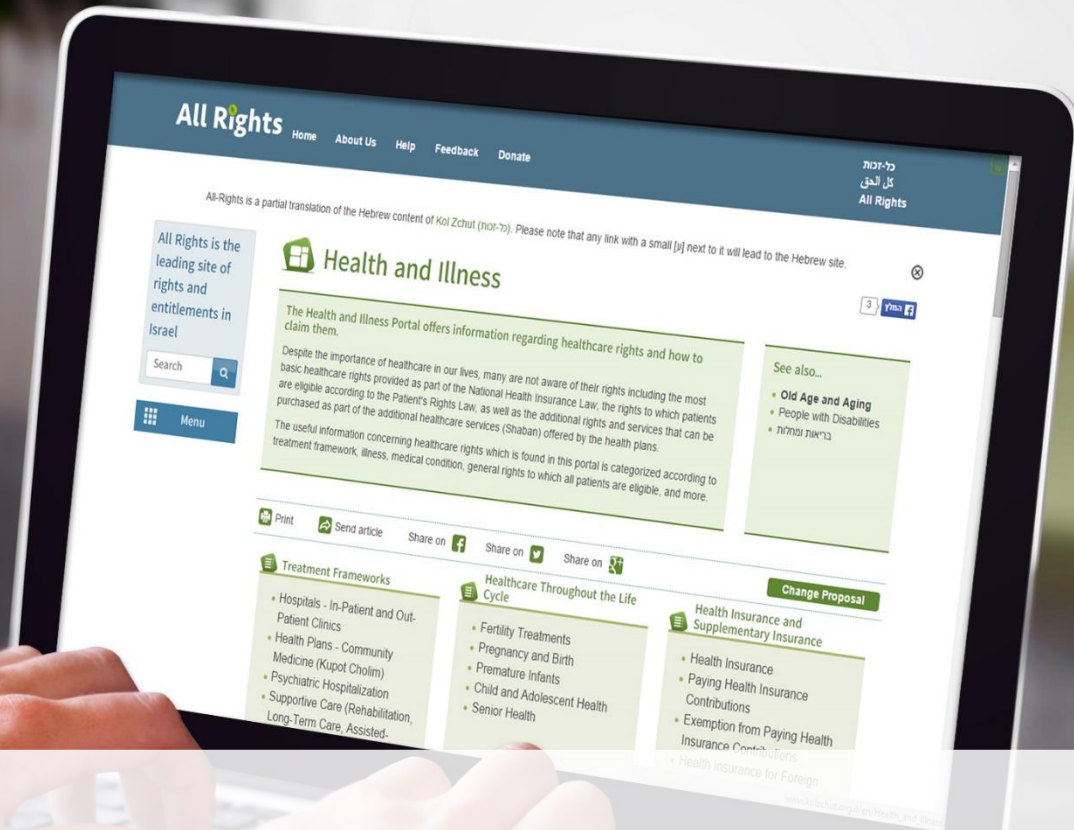 All Rights
Home About Us Help Feedback Donate
כל-זכות
كل الحق
All Rights
All-Rights is a partial translation of the Hebrew content of Kol Zchut (כל-זכות). Please note that any link with a small [ע] next to it will lead to the Hebrew site.
All Rights is the
leading site of
rights and
entitlements in
Israel
Search
Menu
Health and Illness
3 המלץ
The Health and Illness Portal offers information regarding healthcare rights and how to
claim them.
Despite the importance of healthcare in our lives, many are not aware of their rights including the most
basic healthcare rights provided as part of the National Health Insurance Law, the rights to which patients
are eligible according to the Patient's Rights Law, as well as the additional rights and services that can be
purchased as part of the additional healthcare services (Shaban) offered by the health plans.
The useful information concerning healthcare rights which is found in this portal is categorized according to
treatment framework, illness, medical condition, general rights to which all patients are eligible, and more.
See also...
• Old Age and Aging
• People with Disabilities
• בריאות ומחלות
Print Send article Share on Share on Share on
Change Proposal
Treatment Frameworks
• Hospitals - In-Patient and Out-
Patient Clinics
• Health Plans - Community
Medicine (Kupot Cholim)
• Psychiatric Hospitalization
• Supportive Care (Rehabilitation,
Long-Term Care, Assisted-
Healthcare Throughout the Life
Cycle
• Fertility Treatments
• Pregnancy and Birth
• Premature Infants
• Child and Adolescent Health
• Senior Health
Health Insurance and
Supplementary Insurance
• Health Insurance
• Paying Health Insurance
Contributions
• Exemption from Paying Health
Insurance Contributions
• Health Insurance for Foreign